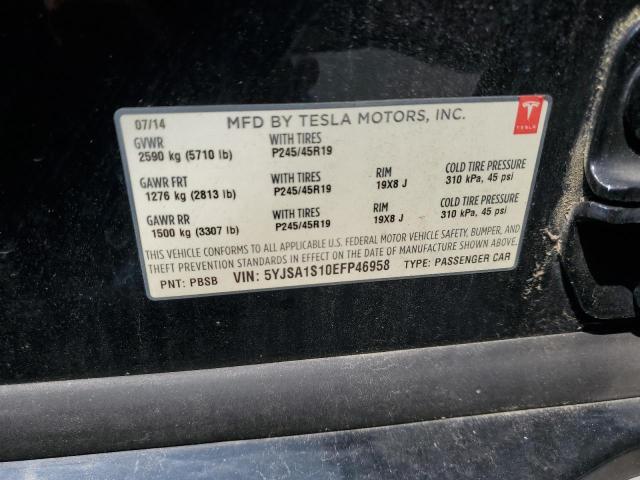 07/14 MFD BY TESLA MOTORS, INC.
GVWR WITH TIRES
2590 kg (5710 lb) P245/45R19
GAWR FRT WITH TIRES RIM COLD TIRE PRESSURE
1276 kg (2813 lb) P245/45R19 19X8 J 310 kPa, 45 psi
GAWR RR WITH TIRES RIM COLD TIRE PRESSURE
1500 kg (3307 lb) P245/45R19 19X8 J 310 kPa, 45 psi
THIS VEHICLE CONFORMS TO ALL APPLICABLE U.S. FEDERAL MOTOR VEHICLE SAFETY, BUMPER, AND
THEFT PREVENTION STANDARDS IN EFFECT ON THE DATE OF MANUFACTURE SHOWN ABOVE.
PNT: PBSB VIN: 5YJSA1S10EFP46958 TYPE: PASSENGER CAR
TESLA